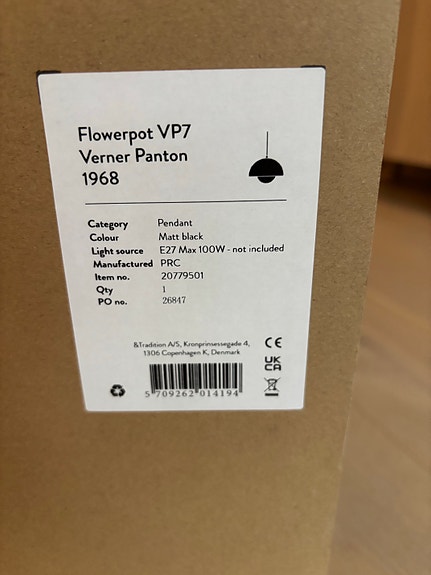 Flowerpot VP7
Verner Panton
1968
Category Pendant
Colour Matt black
Light source E27 Max 100W - not included
Manufactured PRC
Item no. 20779501
Qty 1
PO no. 26847
&Tradition A/S, Kronprinsessegade 4,
1306 Copenhagen K, Denmark
CE
UK
CA
5 709262 014194